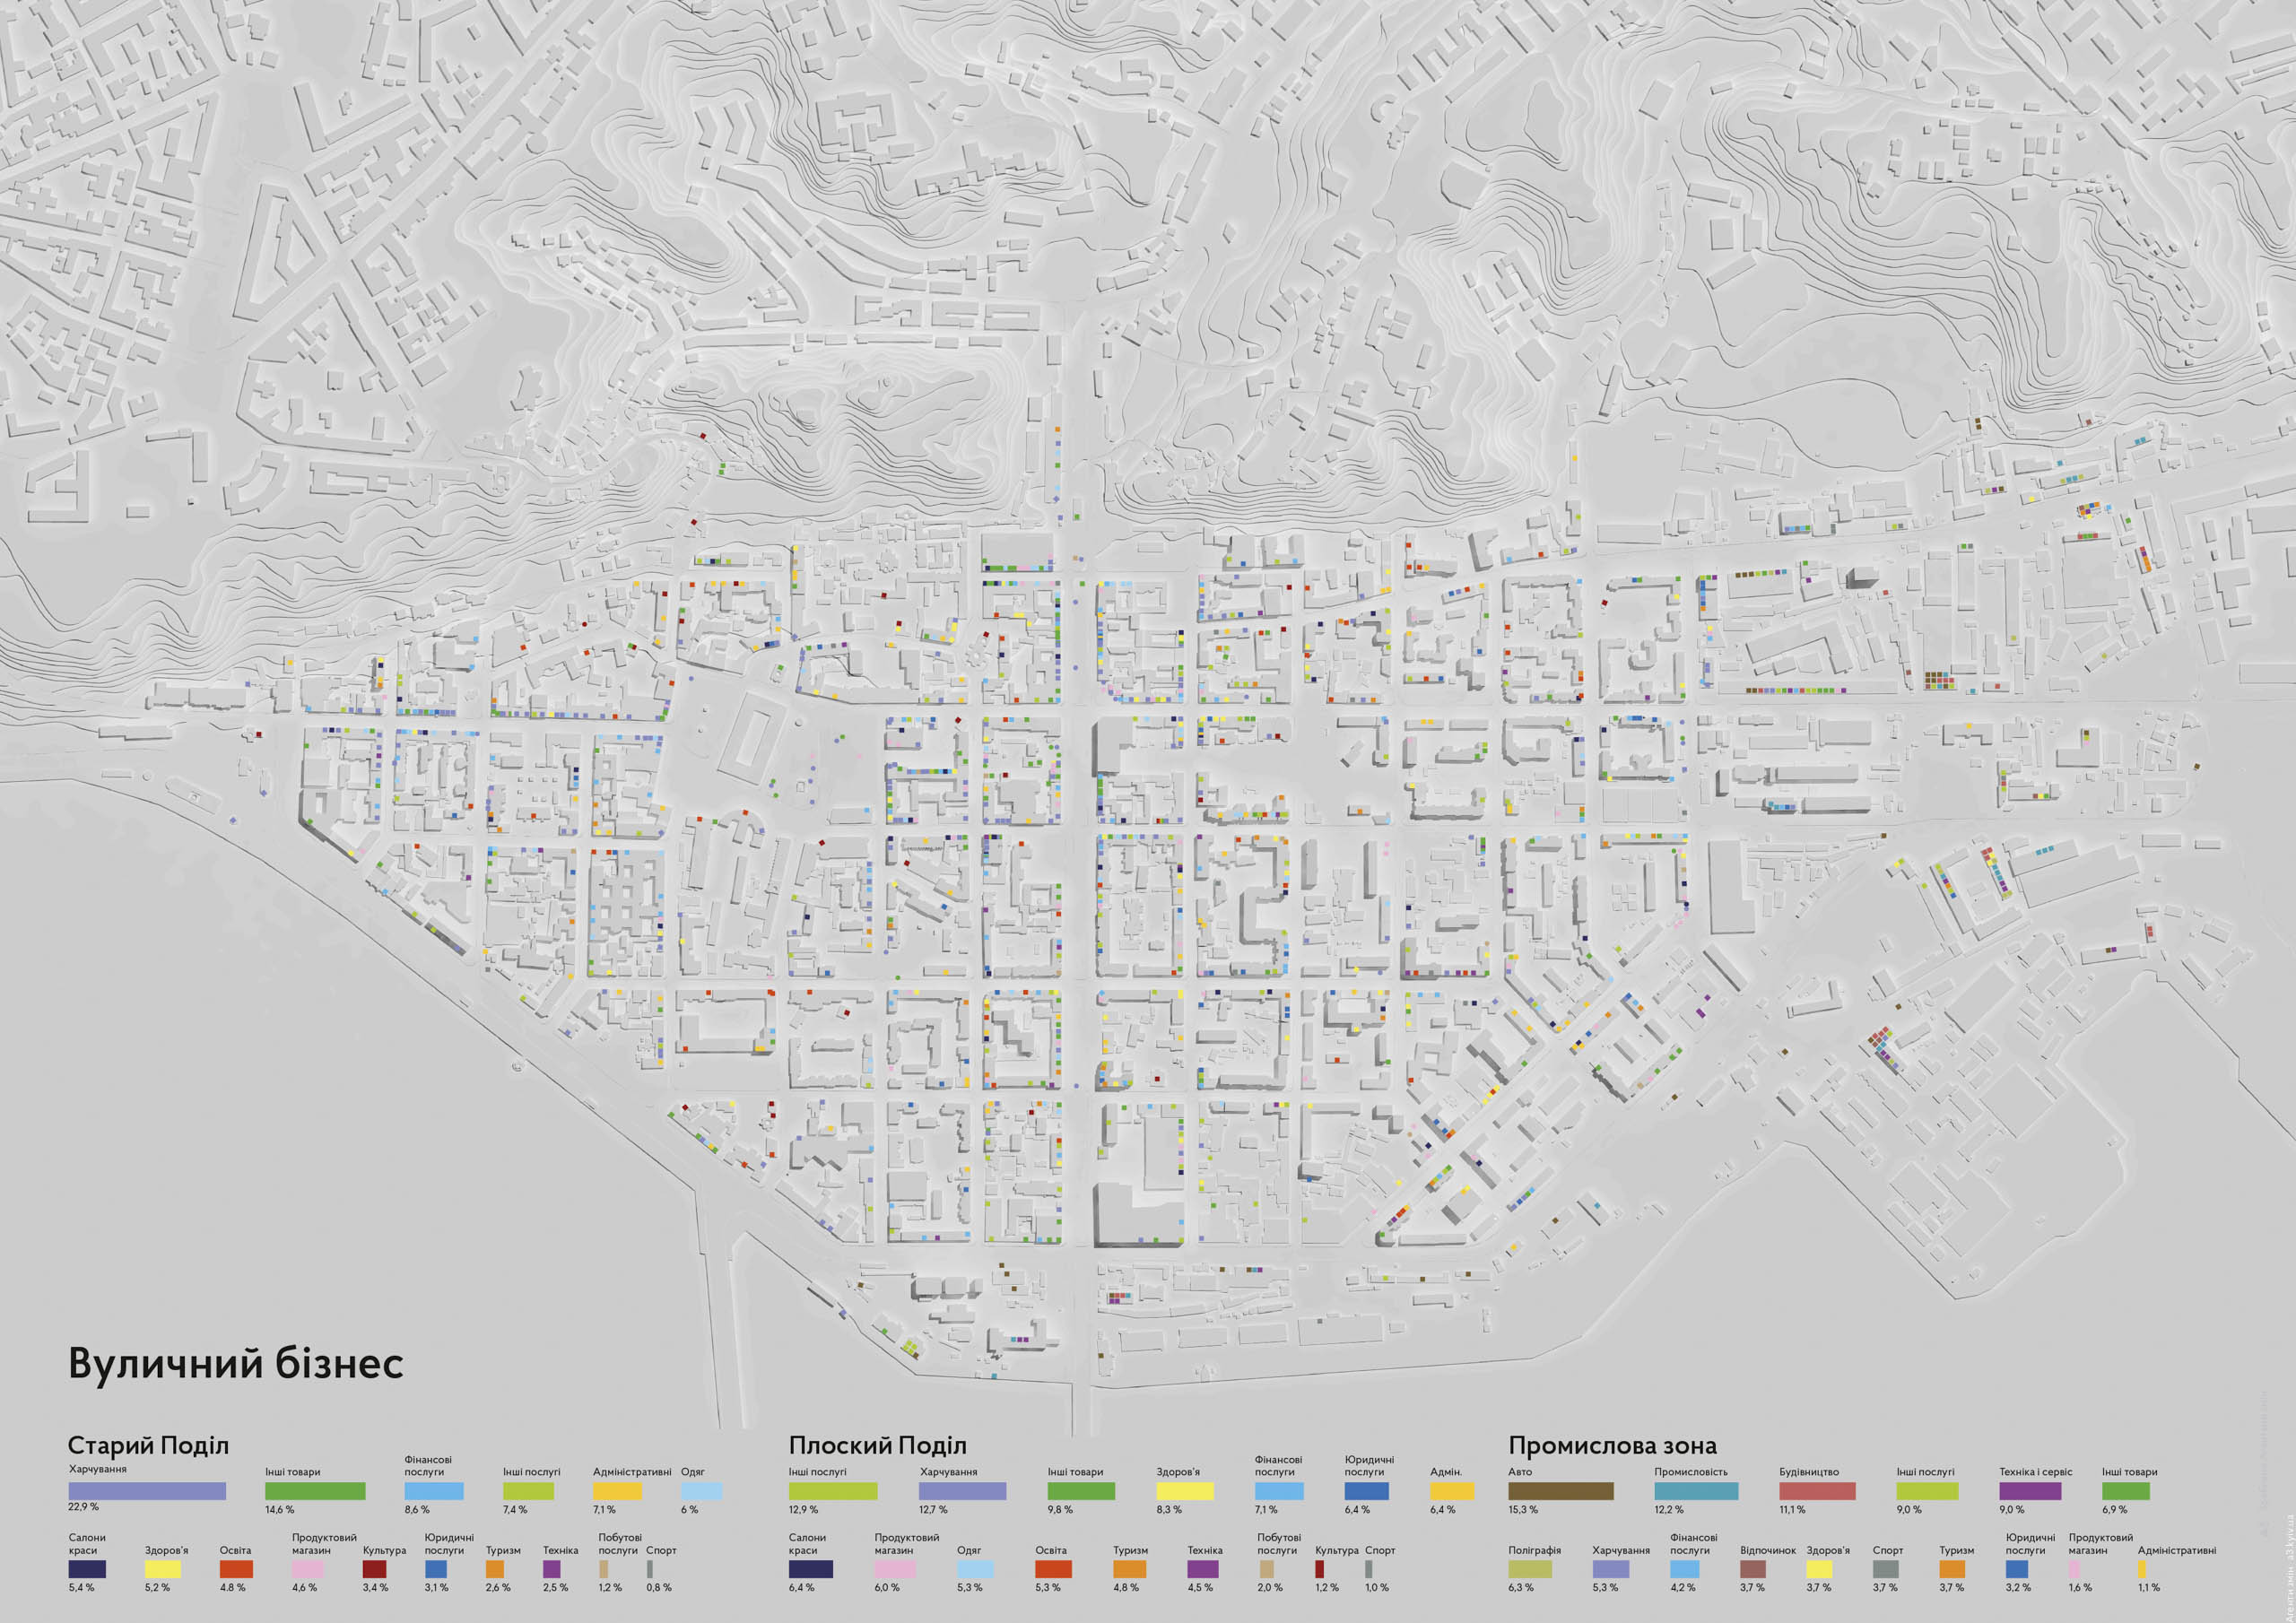 Вуличний бізнес
Старий Поділ
Харчування
22,9 %
Інші товари
14,6 %
Фінансові
послуги
8,6 %
Інші послугі
7,4 %
Адміністративні
7,1 %
Одяг
6 %
Салони
краси
5,4 %
Здоров'я
5,2 %
Освіта
4.8 %
Продуктовий
магазин
4,6 %
Культура
3,4 %
Юридичні
послуги
3,1 %
Туризм
2,6 %
Техніка
2,5 %
Побутові
послуги
1,2 %
Спорт
0,8 %
Плоский Поділ
Інші послугі
12,9 %
Харчування
12,7 %
Інші товари
9,8 %
Здоров'я
8,3 %
Фінансові
послуги
7,1 %
Юридичні
послуги
6,4 %
Адмін.
6,4 %
Салони
краси
6,4 %
Продуктовий
магазин
6,0 %
Одяг
5,3 %
Освіта
5,3 %
Туризм
4,8 %
Техніка
4,5 %
Побутові
послуги
2,0 %
Культура
1,2 %
Спорт
1,0 %
Промислова зона
Авто
15,3 %
Промисловість
12,2 %
Будівництво
11,1 %
Інші послугі
9,0 %
Техніка і сервіс
9,0 %
Інші товари
6,9 %
Поліграфія
6,3 %
Харчування
5,3 %
Фінансові
послуги
4,2 %
Відпочинок
3,7 %
Здоров'я
3,7 %
Спорт
3,7 %
Туризм
3,7 %
Юридичні
послуги
3,2 %
Продуктовий
магазин
1,6 %
Адміністративні
1,1 %
Агенти змін a3.kyiv.ua